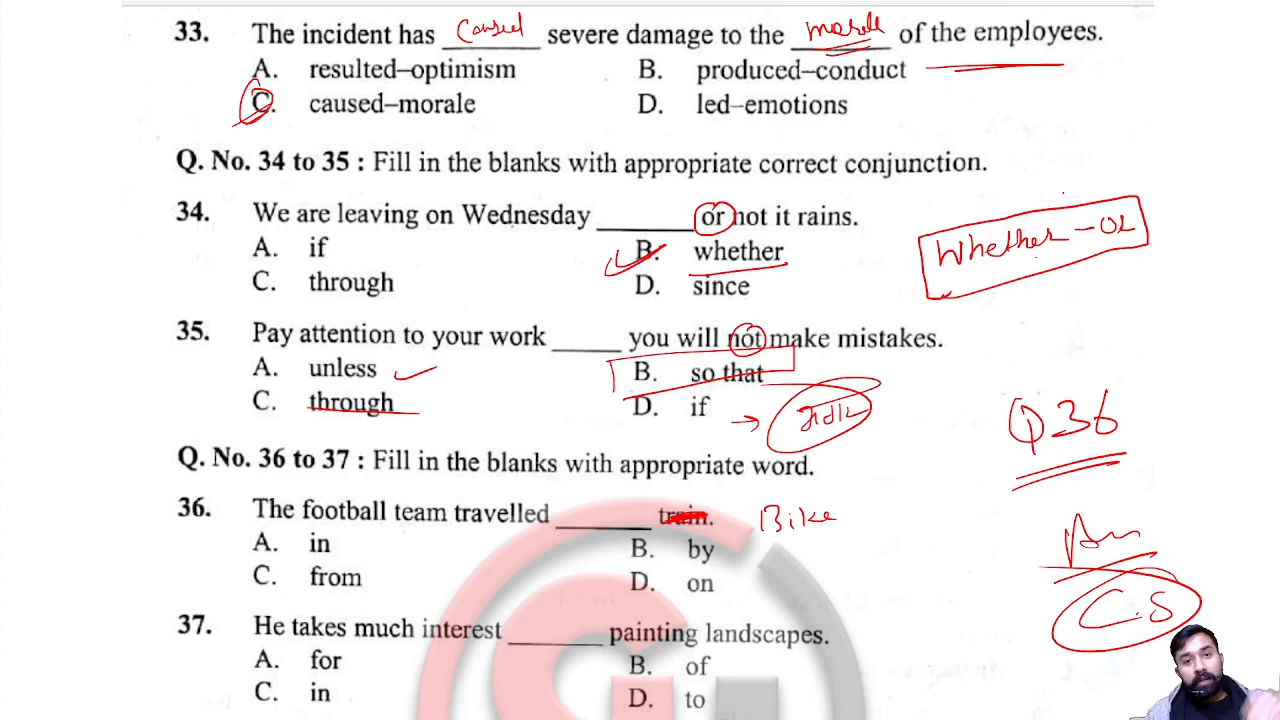 33. The incident has caused severe damage to the morale of the employees.
A. resulted–optimism B. produced–conduct
C. caused–morale D. led–emotions
Q. No. 34 to 35 : Fill in the blanks with appropriate correct conjunction.
34. We are leaving on Wednesday ______ or not it rains.
A. if B. whether
C. through D. since
Whether – or
35. Pay attention to your work _____ you will not make mistakes.
A. unless B. so that
C. through D. if
Q 36
Q. No. 36 to 37 : Fill in the blanks with appropriate word.
36. The football team travelled ______ train. Bike
A. in B. by
C. from D. on
Ans
C.S
37. He takes much interest ______ painting landscapes.
A. for B. of
C. in D. to